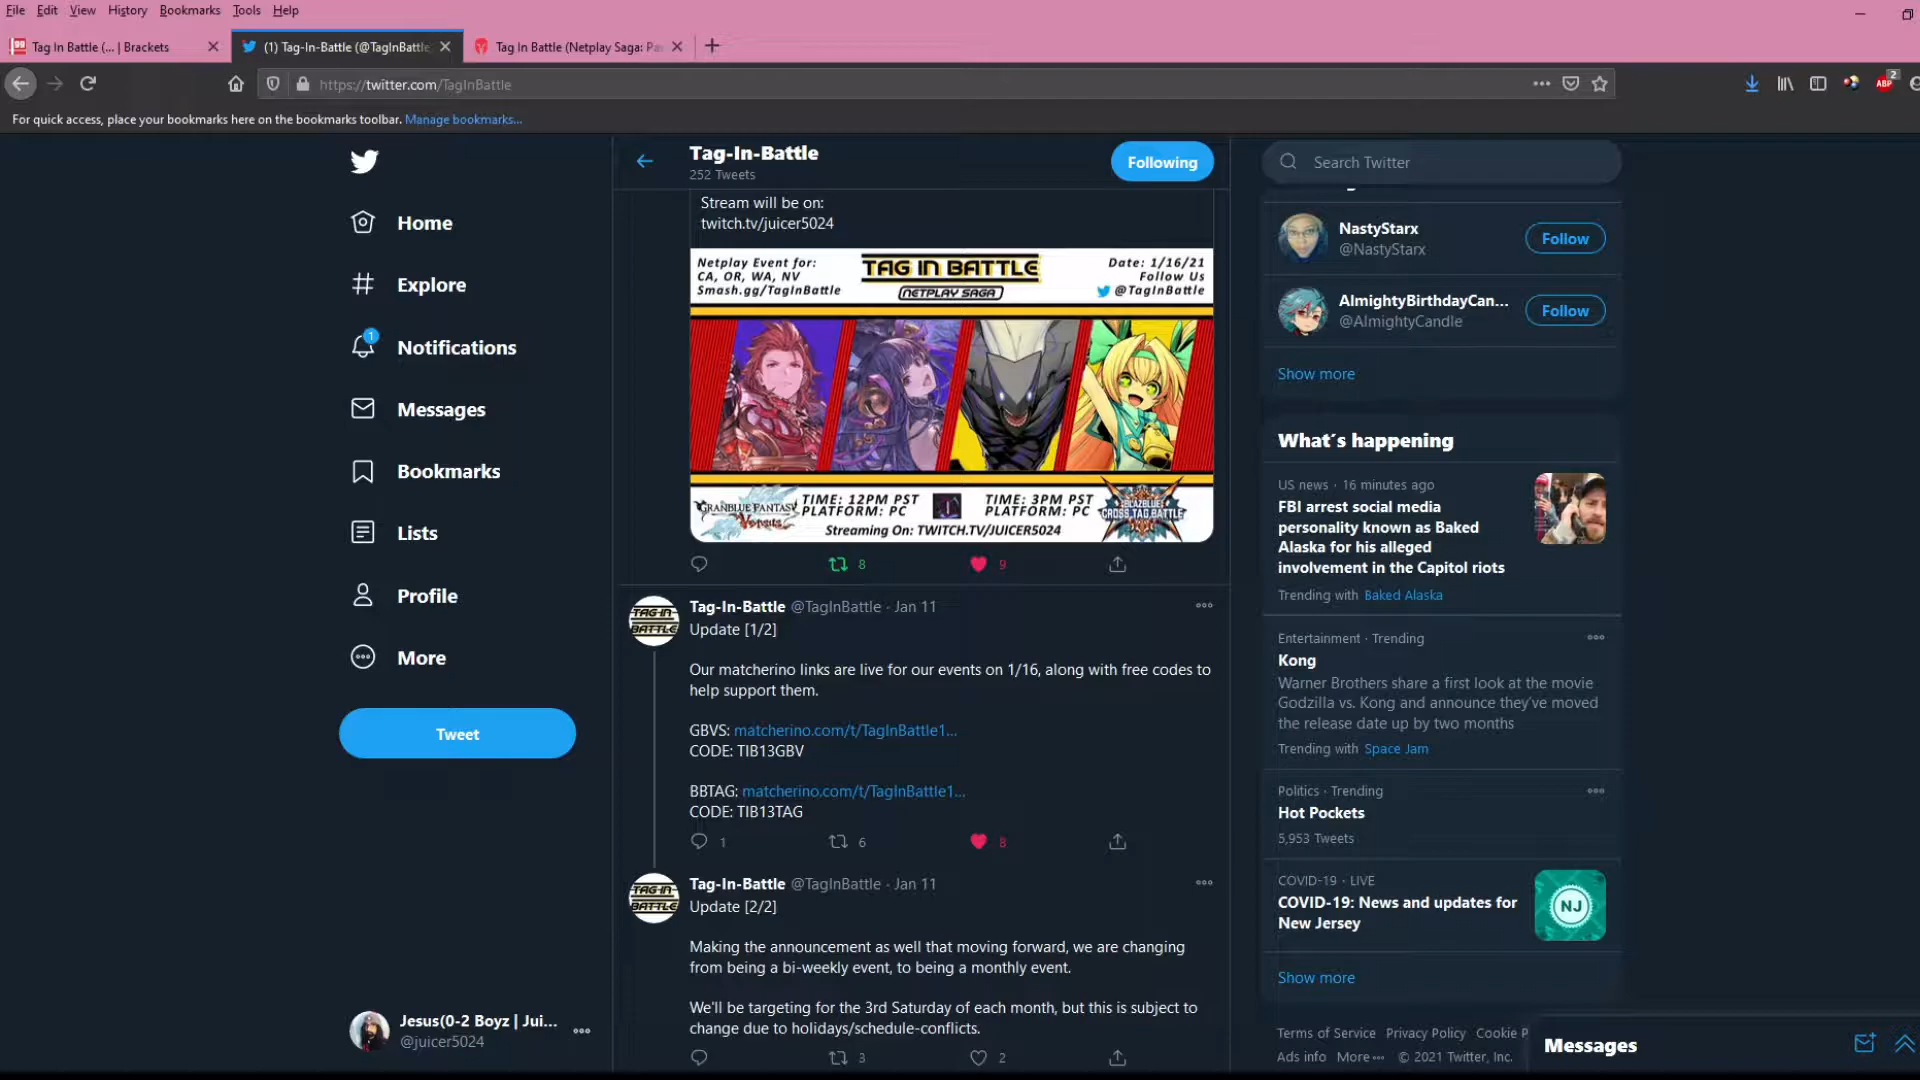 File Edit View History Bookmarks Tools Help
Tag In Battle (... | Brackets
(1) Tag-In-Battle (@TagInBattle
Tag In Battle (Netplay Saga: Pa
https://twitter.com/TagInBattle
2
ABP
For quick access, place your bookmarks here on the bookmarks toolbar. Manage bookmarks...
Home
Explore
1
Notifications
Messages
Bookmarks
Lists
Profile
More
Tweet
Jesus(0-2 Boyz | Jui...
@juicer5024
Tag-In-Battle
252 Tweets
Following
Stream will be on:
twitch.tv/juicer5024
Netplay Event for:
CA, OR, WA, NV
Smash.gg/TagInBattle
TAG IN BATTLE
NETPLAY SAGA
Date: 1/16/21
Follow Us
@TagInBattle
GRANBLUE FANTASY
Versus
TIME: 12PM PST
PLATFORM: PC
TIME: 3PM PST
PLATFORM: PC
BLAZBLUE
CROSS TAG BATTLE
Streaming On: TWITCH.TV/JUICER5024
8
9
TAG-IN-
BATTLE
Tag-In-Battle @TagInBattle · Jan 11
Update [1/2]
Our matcherino links are live for our events on 1/16, along with free codes to
help support them.
GBVS: matcherino.com/t/TagInBattle1...
CODE: TIB13GBV
BBTAG: matcherino.com/t/TagInBattle1...
CODE: TIB13TAG
1
6
8
TAG-IN-
BATTLE
Tag-In-Battle @TagInBattle · Jan 11
Update [2/2]
Making the announcement as well that moving forward, we are changing
from being a bi-weekly event, to being a monthly event.
We'll be targeting for the 3rd Saturday of each month, but this is subject to
change due to holidays/schedule-conflicts.
3
2
Search Twitter
NastyStarx
@NastyStarx
Follow
AlmightyBirthdayCan...
@AlmightyCandle
Follow
Show more
What's happening
US news · 16 minutes ago
FBI arrest social media
personality known as Baked
Alaska for his alleged
involvement in the Capitol riots
Trending with Baked Alaska
Entertainment · Trending
Kong
Warner Brothers share a first look at the movie
Godzilla vs. Kong and announce they've moved
the release date up by two months
Trending with Space Jam
Politics · Trending
Hot Pockets
5,953 Tweets
COVID-19 · LIVE
COVID-19: News and updates for
New Jersey
NJ
Show more
Terms of Service Privacy Policy Cookie P
Ads info More © 2021 Twitter, Inc.
Messages